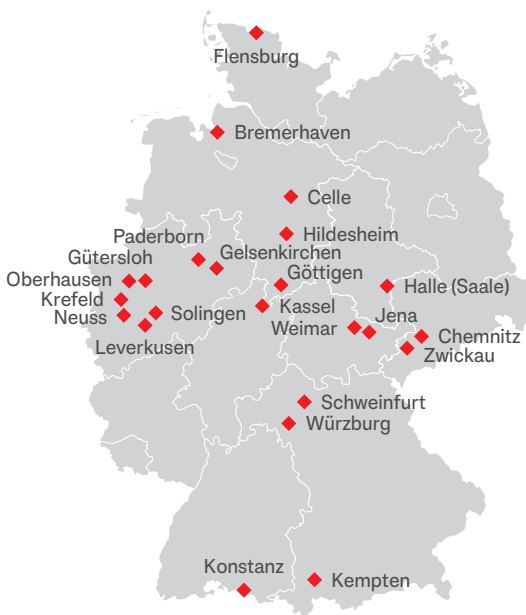 Flensburg
Bremerhaven
Celle
Hildesheim
Paderborn
Gelsenkirchen
Gütersloh
Göttigen
Oberhausen
Halle (Saale)
Krefeld
Kassel
Neuss
Solingen
Weimar
Jena
Leverkusen
Chemnitz
Zwickau
Schweinfurt
Würzburg
Konstanz
Kempten